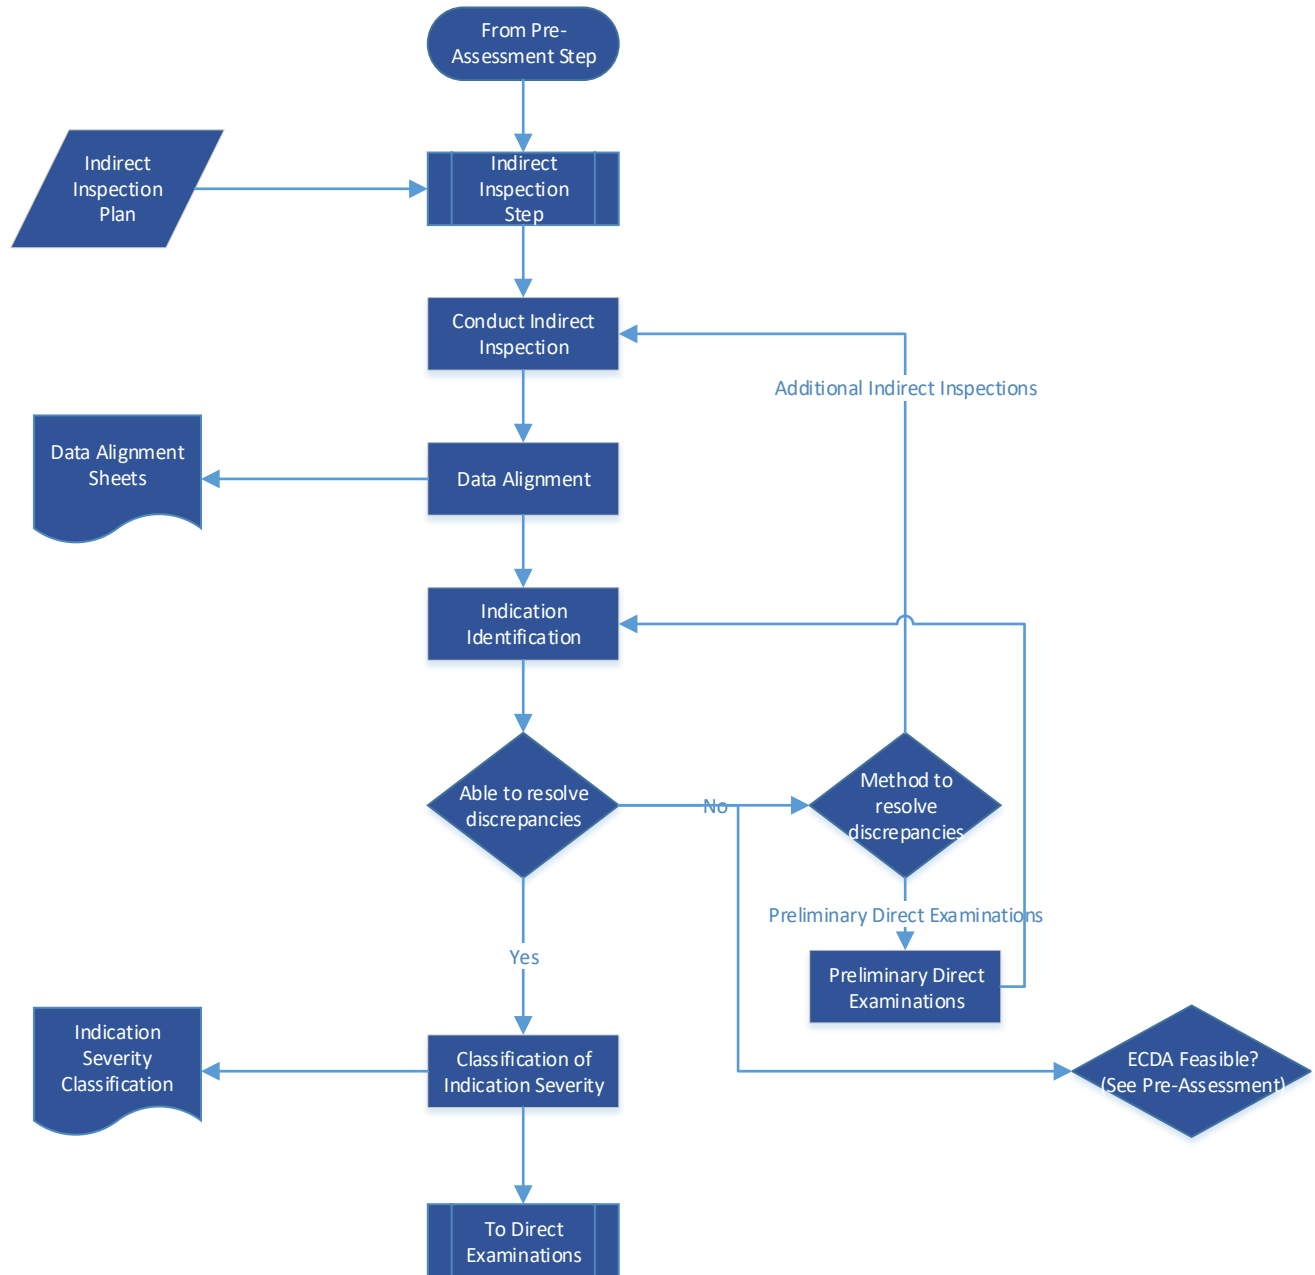 From Pre-
Assessment Step
Indirect
Inspection
Plan
Indirect
Inspection
Step
Conduct Indirect
Inspection
Additional Indirect Inspections
Data Alignment
Sheets
Data Alignment
Indication
Identification
Able to resolve
discrepancies
No
Method to
resolve
discrepancies
Preliminary Direct Examinations
Yes
Preliminary Direct
Examinations
Indication
Severity
Classification
Classification of
Indication Severity
ECDA Feasible?
(See Pre-Assessment)
To Direct
Examinations